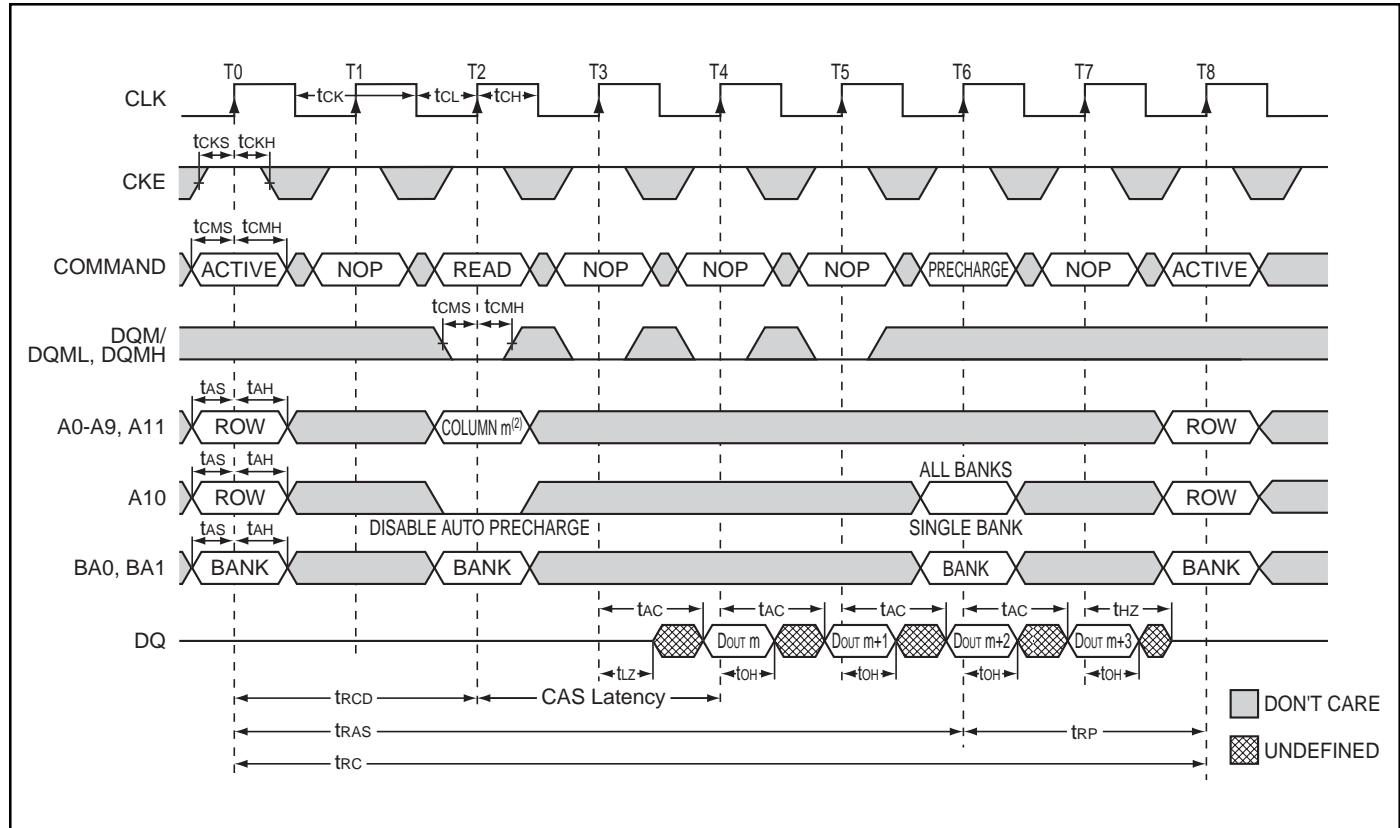 T0 T1 T2 T3 T4 T5 T6 T7 T8
CLK tCK tCL tCH
tCKS tCKH
CKE
tCMS tCMH
COMMAND ACTIVE NOP READ NOP NOP NOP PRECHARGE NOP ACTIVE
tCMS tCMH
DQM/
DQML, DQMH
tAS tAH
A0-A9, A11 ROW COLUMN m(2) ROW
tAS tAH ALL BANKS
A10 ROW ROW
DISABLE AUTO PRECHARGE SINGLE BANK
tAS tAH
BA0, BA1 BANK BANK BANK BANK
tAC tAC tAC tAC tHZ
DQ DOUT m DOUT m+1 DOUT m+2 DOUT m+3
tLZ tOH tOH tOH tOH
tRCD CAS Latency
DON'T CARE
tRAS tRP
UNDEFINED
tRC